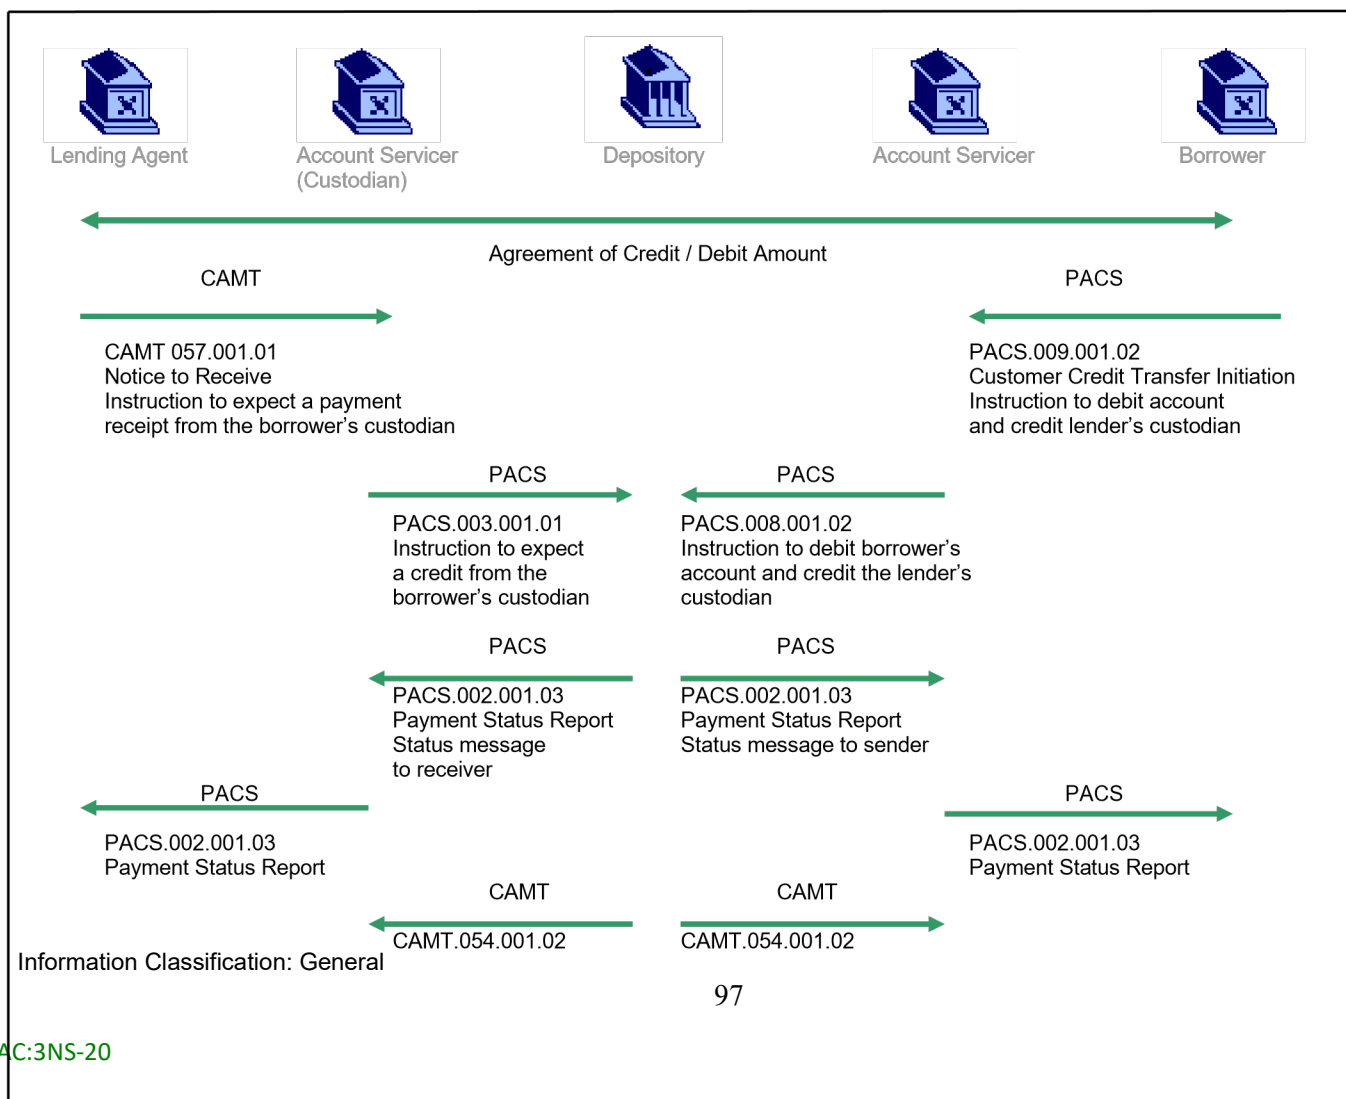 Lending Agent
Account Servicer
(Custodian)
Depository
Account Servicer
Borrower
Agreement of Credit / Debit Amount
CAMT
PACS
CAMT 057.001.01
Notice to Receive
Instruction to expect a payment
receipt from the borrower's custodian
PACS.009.001.02
Customer Credit Transfer Initiation
Instruction to debit account
and credit lender's custodian
PACS
PACS
PACS.003.001.01
Instruction to expect
a credit from the
borrower's custodian
PACS.008.001.02
Instruction to debit borrower's
account and credit the lender's
custodian
PACS
PACS
PACS.002.001.03
Payment Status Report
Status message
to receiver
PACS.002.001.03
Payment Status Report
Status message to sender
PACS
PACS
PACS.002.001.03
Payment Status Report
PACS.002.001.03
Payment Status Report
CAMT
CAMT
CAMT.054.001.02
CAMT.054.001.02
Information Classification: General
97
AC:3NS-20